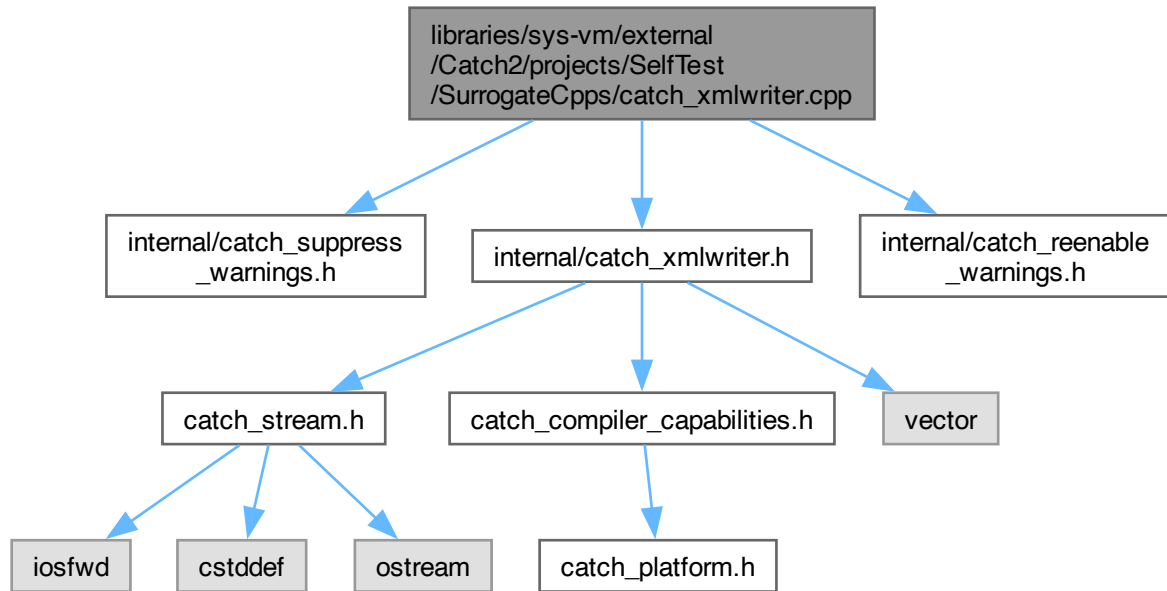 libraries/sys-vm/external
/Catch2/projects/SelfTest
/SurrogateCpps/catch_xmlwriter.cpp
internal/catch_suppress
_warnings.h
internal/catch_xmlwriter.h
internal/catch_reenable
_warnings.h
catch_stream.h
catch_compiler_capabilities.h
vector
iosfwd
cstddef
ostream
catch_platform.h